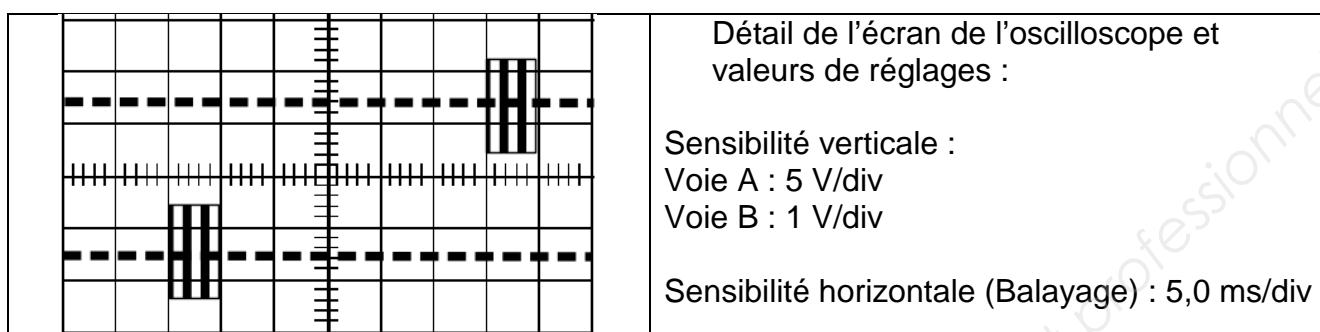 Détail de l'écran de l'oscilloscope et
valeurs de réglages :
Sensibilité verticale :
Voie A : 5 V/div
Voie B : 1 V/div
Sensibilité horizontale (Balayage) : 5,0 ms/div